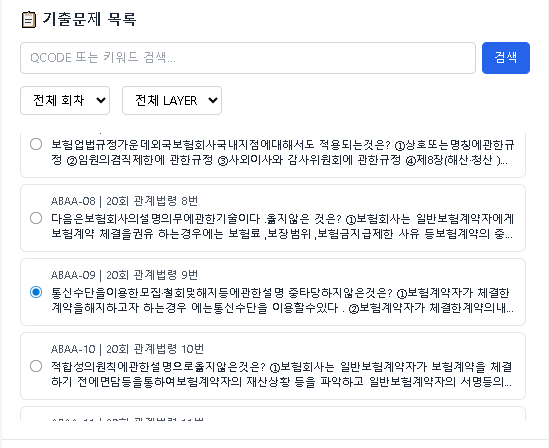 기출문제 목록
QCODE 또는 키워드 검색...
검색
전체 회차
전체 LAYER
보험업법규정가운데외국보험회사국내지점에대해서도 적용되는것은? ①상호또는명칭에관한규
정 ②임원의겸직제한에 관한규정 ③사외이사와 감사위원회에 관한규정 ④제8장(해산·청산 )...
ABAA-08 | 20회 관계법령 8번
다음은보험회사의설명의무에관한기술이다 .옳지않은 것은? ①보험회사는 일반보험계약자에게
보험계약 체결을권유 하는경우에는 보험료 ,보장범위 ,보험금지급제한 사유 등보험계약의 중...
ABAA-09 | 20회 관계법령 9번
통신수단을이용한모집·철회및해지등에관한설명 중타당하지않은것은? ①보험계약자가 체결한
계약을해지하고자 하는경우 에는통신수단을 이용할수있다 . ②보험계약자가 체결한계약의내...
ABAA-10 | 20회 관계법령 10번
적합성의원칙에관한설명으로옳지않은것은? ①보험회사는 일반보험계약자가 보험계약을 체결
하기 전에면담등을통하여보험계약자의 재산상황 등을 파악하고 일반보험계약자의 서명등의...